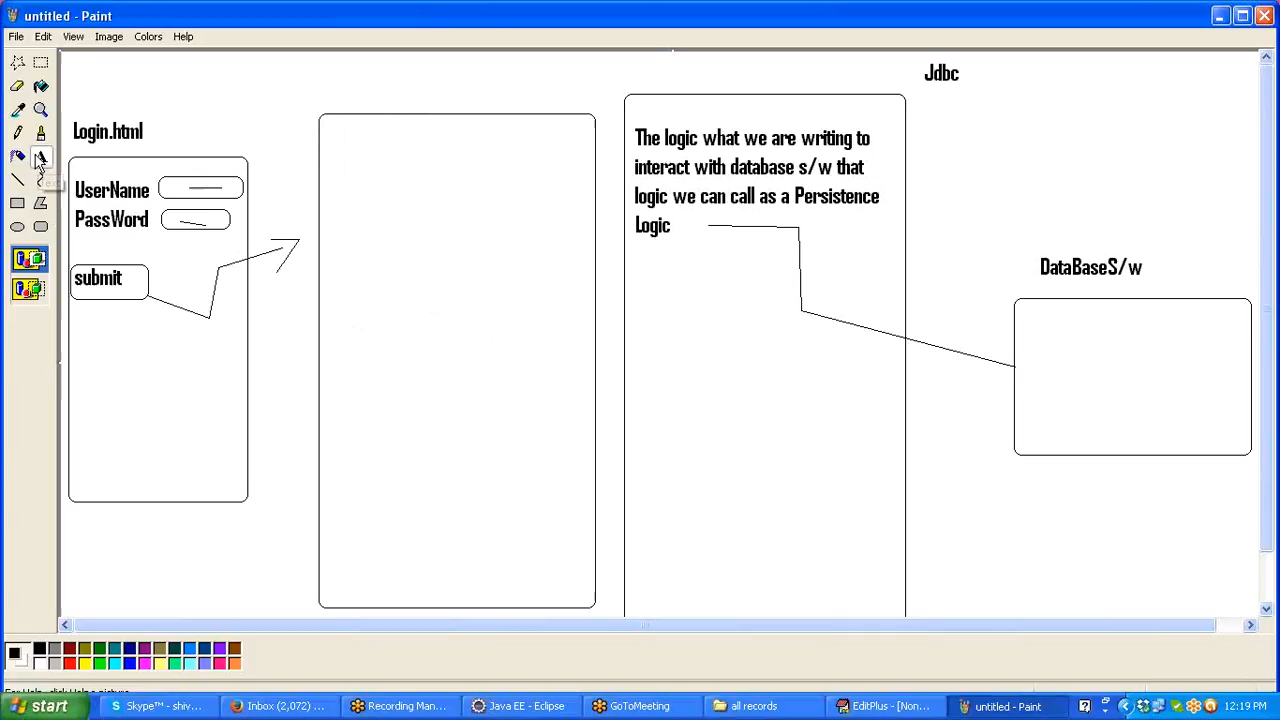 untitled - Paint
File Edit View Image Colors Help
Jdbc
Login.html
UserName
PassWord
submit
The logic what we are writing to
interact with database s/w that
logic we can call as a Persistence
Logic
DataBaseS/w
start
Skype™ - shiv...
Inbox (2,072) ...
Recording Man...
Java EE - Eclipse
GoToMeeting
all records
EditPlus - [Non...
untitled - Paint
12:19 PM